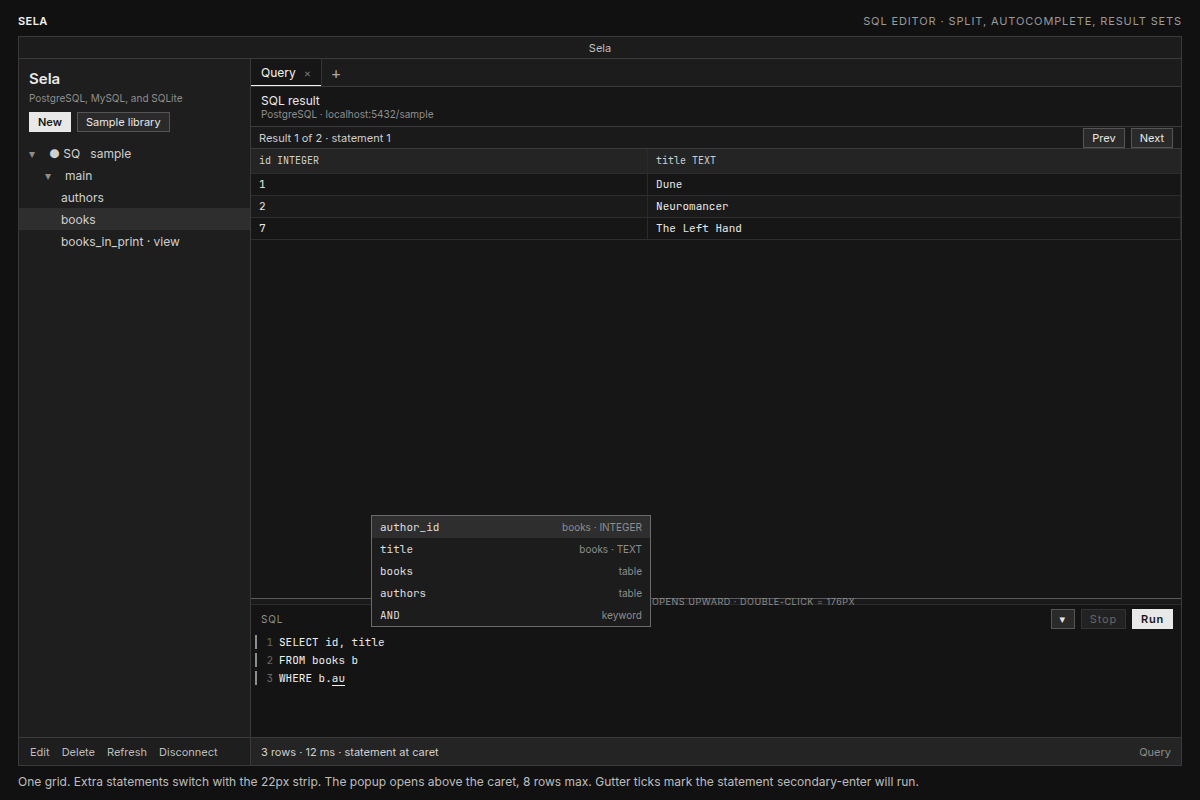 SELA
SQL EDITOR · SPLIT, AUTOCOMPLETE, RESULT SETS
Sela
Sela
PostgreSQL, MySQL, and SQLite
New Sample library
▾ ● SQ sample
▾ main
authors
books
books_in_print · view
Edit Delete Refresh Disconnect
Query × +
SQL result
PostgreSQL · localhost:5432/sample
Result 1 of 2 · statement 1 Prev Next
id INTEGER title TEXT
1 Dune
2 Neuromancer
7 The Left Hand
author_id books · INTEGER
title books · TEXT
books table
authors table
AND keyword
OPENS UPWARD · DOUBLE-CLICK = 176PX
SQL ▾ Stop Run
1 SELECT id, title
2 FROM books b
3 WHERE b.au
3 rows · 12 ms · statement at caret Query
One grid. Extra statements switch with the 22px strip. The popup opens above the caret, 8 rows max. Gutter ticks mark the statement secondary-enter will run.